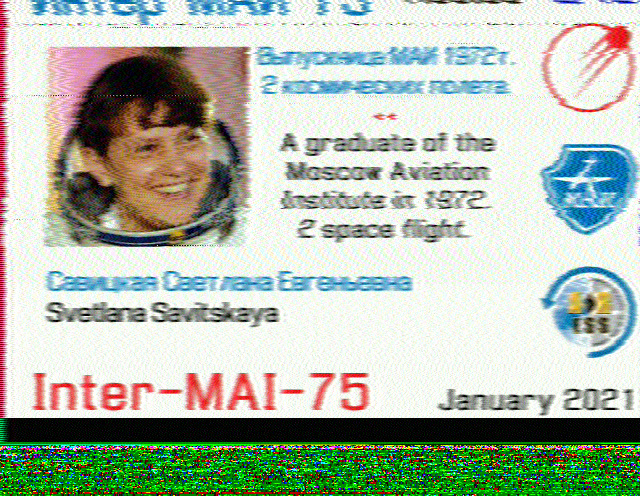 Выпускница МАИ 1972г.
2 космических полета.
A graduate of the
Moscow Aviation
Institute in 1972.
2 space flight.
Савицкая Светлана Евгеньевна
Svetlana Savitskaya
Inter-MAI-75
January 2021